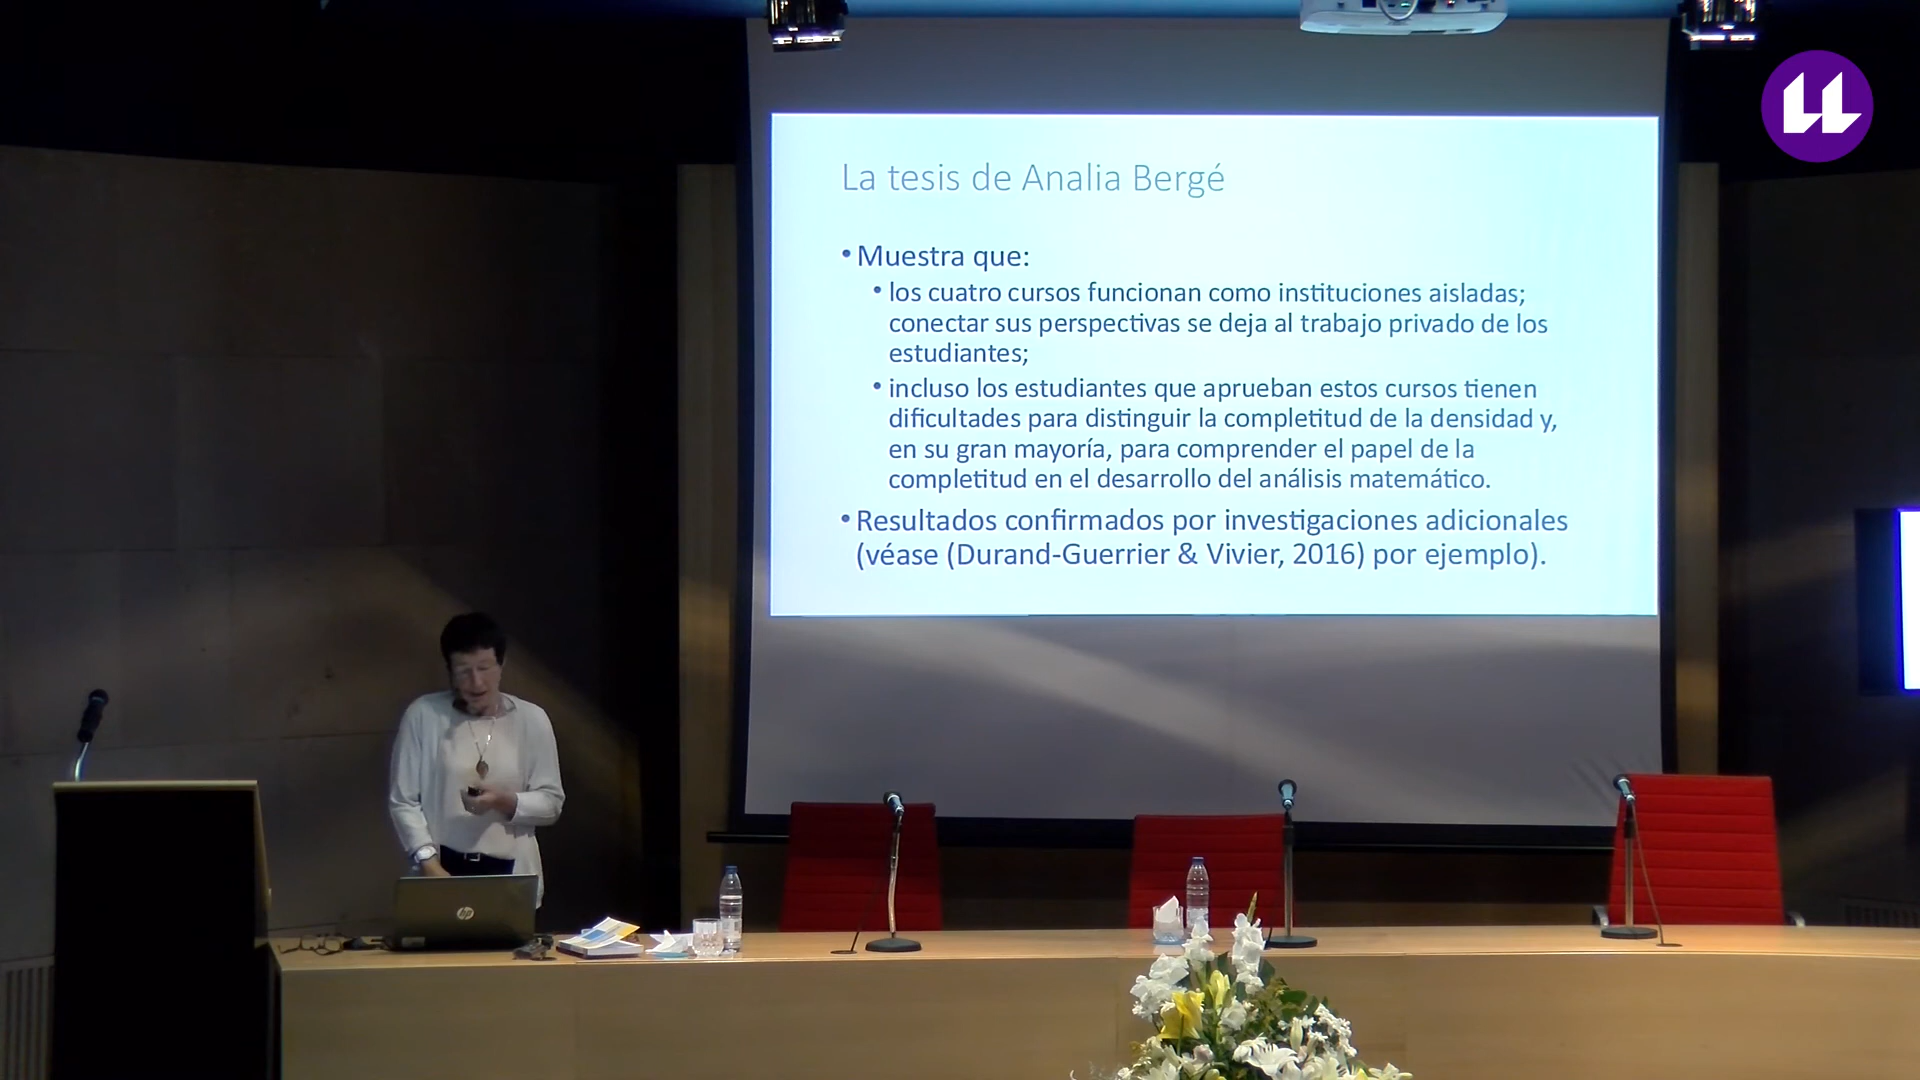 La tesis de Analia Bergé
• Muestra que:
• los cuatro cursos funcionan como instituciones aisladas;
conectar sus perspectivas se deja al trabajo privado de los
estudiantes;
• incluso los estudiantes que aprueban estos cursos tienen
dificultades para distinguir la completitud de la densidad y,
en su gran mayoría, para comprender el papel de la
completitud en el desarrollo del análisis matemático.
• Resultados confirmados por investigaciones adicionales
(véase (Durand-Guerrier & Vivier, 2016) por ejemplo).
hp